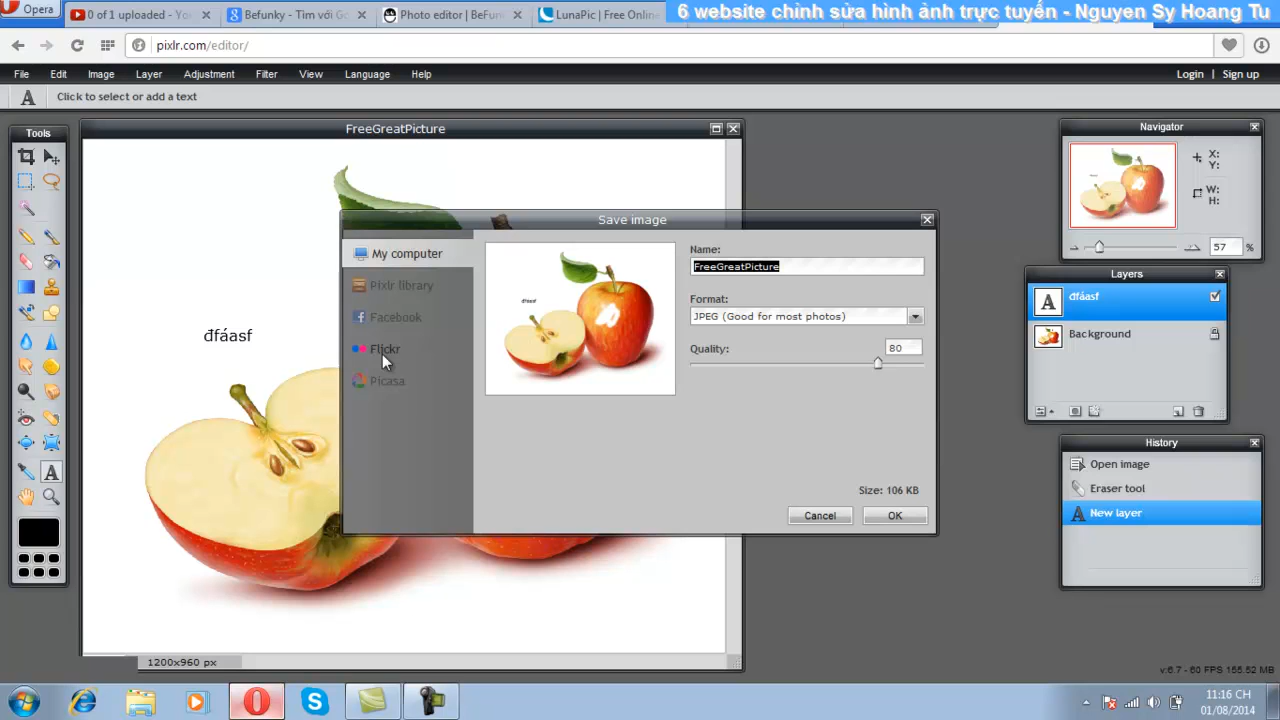 6 website chỉnh sửa hình ảnh trực tuyến - Nguyen Sy Hoang Tu
Opera
0 of 1 uploaded - Yo
Befunky - Tìm với Go
Photo editor | BeFun
LunaPic | Free Online
pixlr.com/editor/
File Edit Image Layer Adjustment Filter View Language Help
Login | Sign up
A Click to select or add a text
Tools
FreeGreatPicture
Navigator
X:
Y:
W:
H:
57 %
Save image
My computer
Pixlr library
Facebook
Flickr
Picasa
Name:
FreeGreatPicture
Format:
JPEG (Good for most photos)
Quality:
80
Size: 106 KB
Cancel OK
đfáasf
đfáasf
Layers
A đfáasf
Background
History
Open image
Eraser tool
A New layer
A
1200x960 px
v:6.7 - 60 FPS 155.52 MB
11:16 CH
01/08/2014